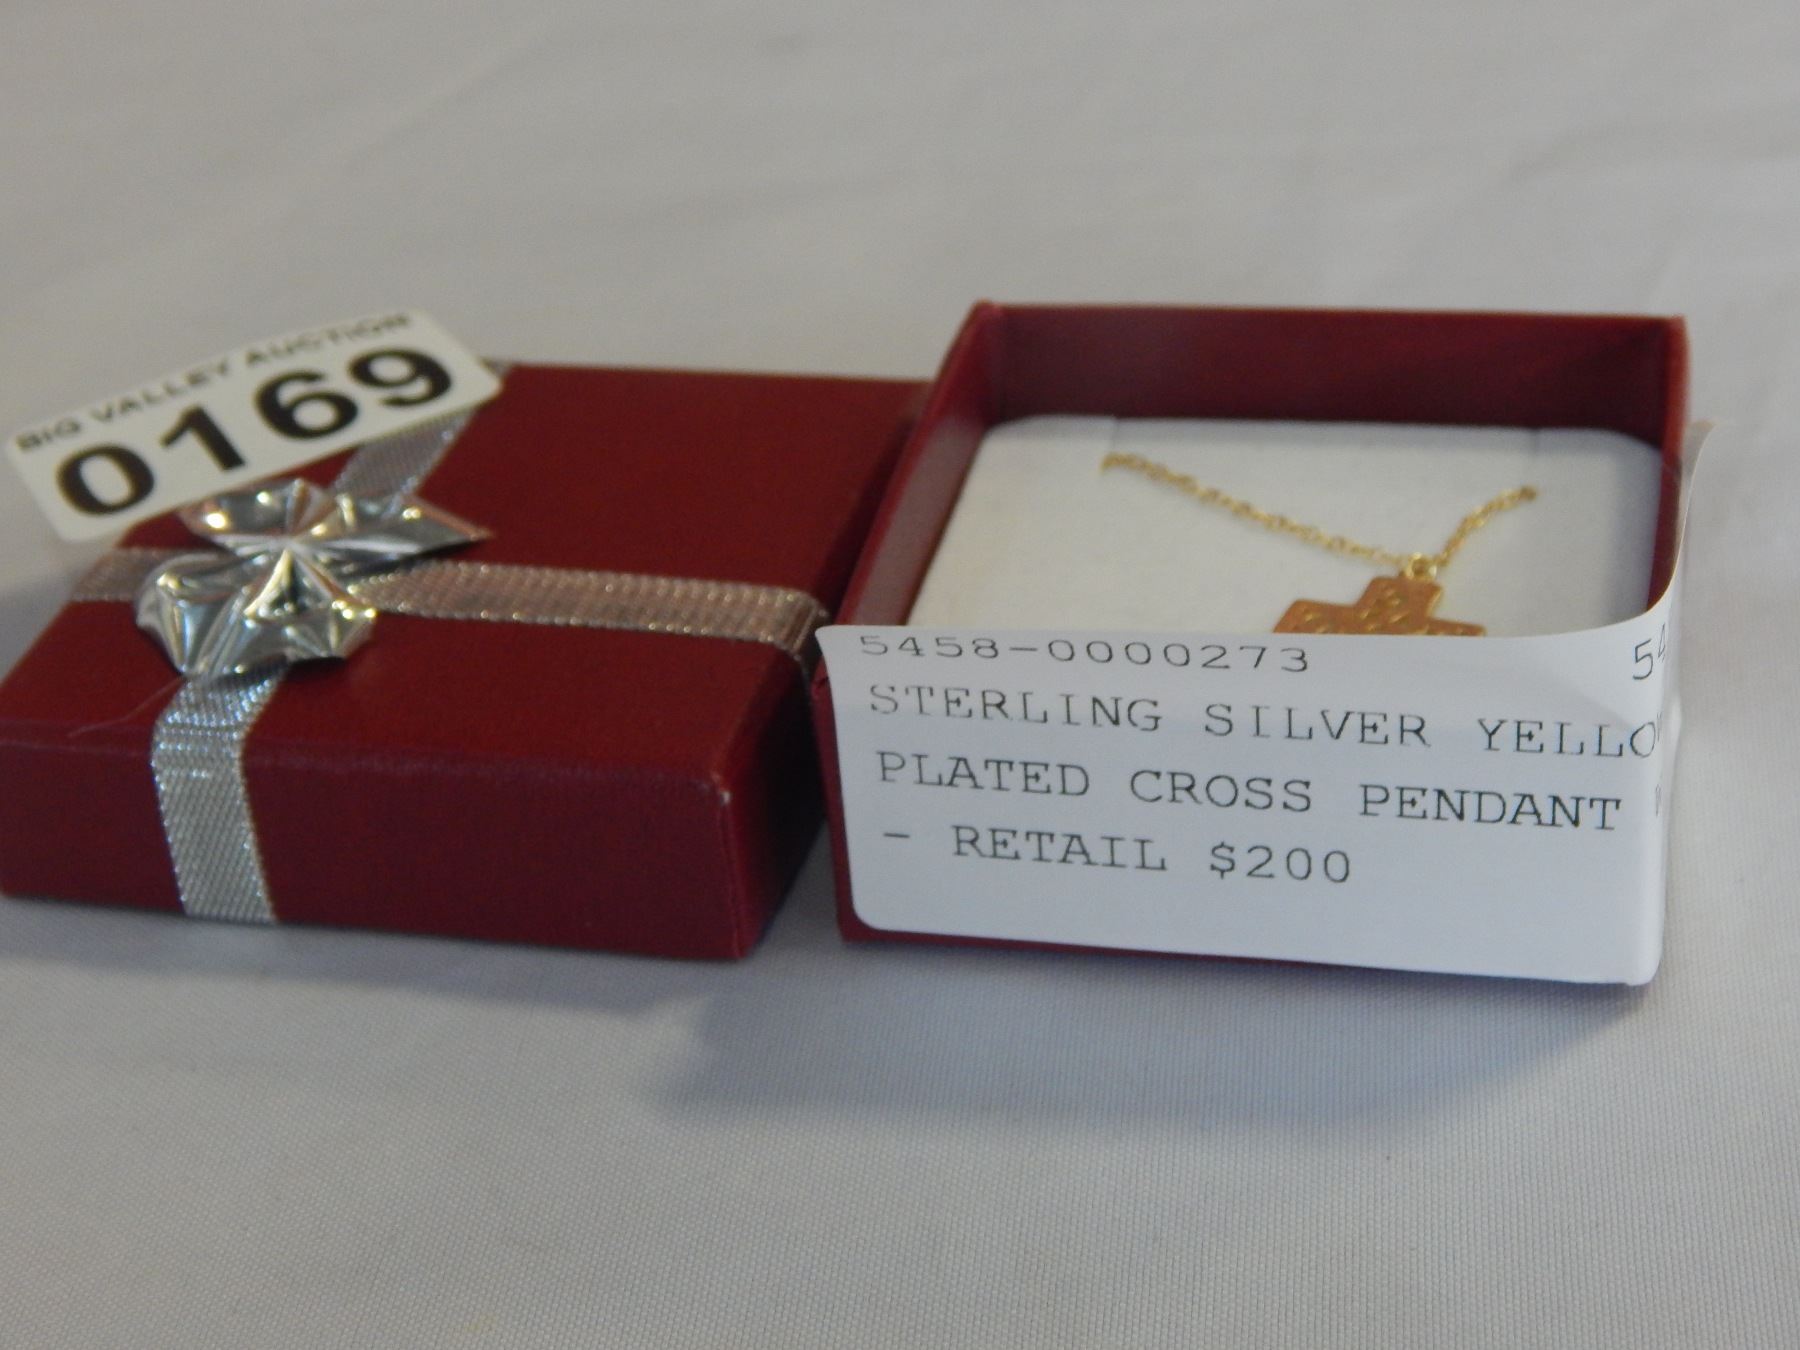 BIG VALLEY AUCTION
0169
5458-0000273
STERLING SILVER
PLATED CROSS PENDANT
- RETAIL $200